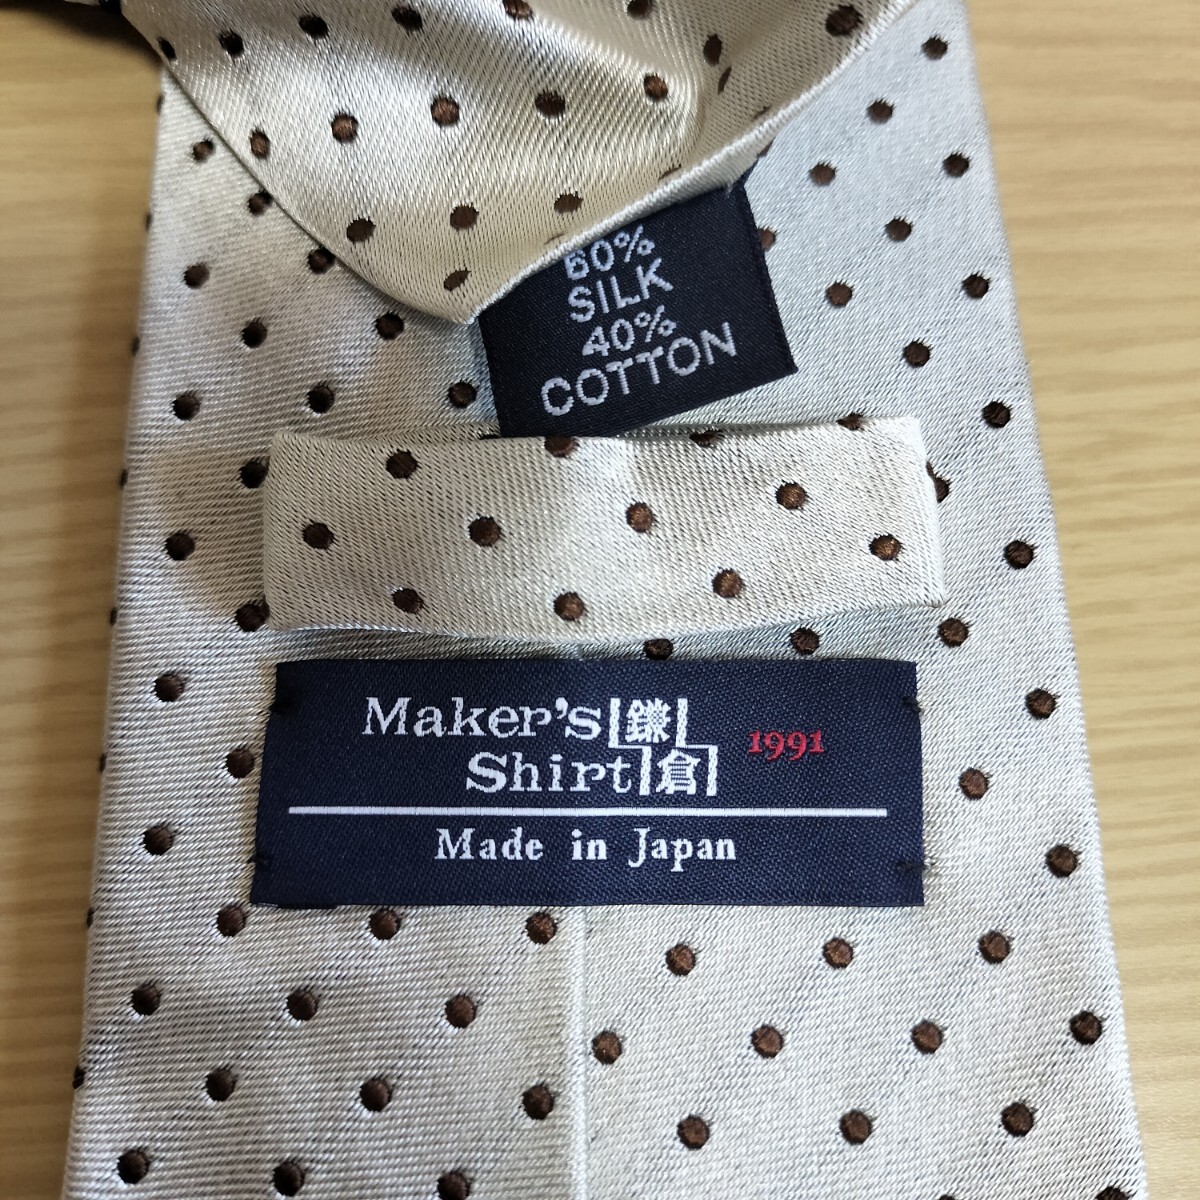 60%
SILK
40%
COTTON
Maker's 鎌 1991
Shirt 倉
Made in Japan